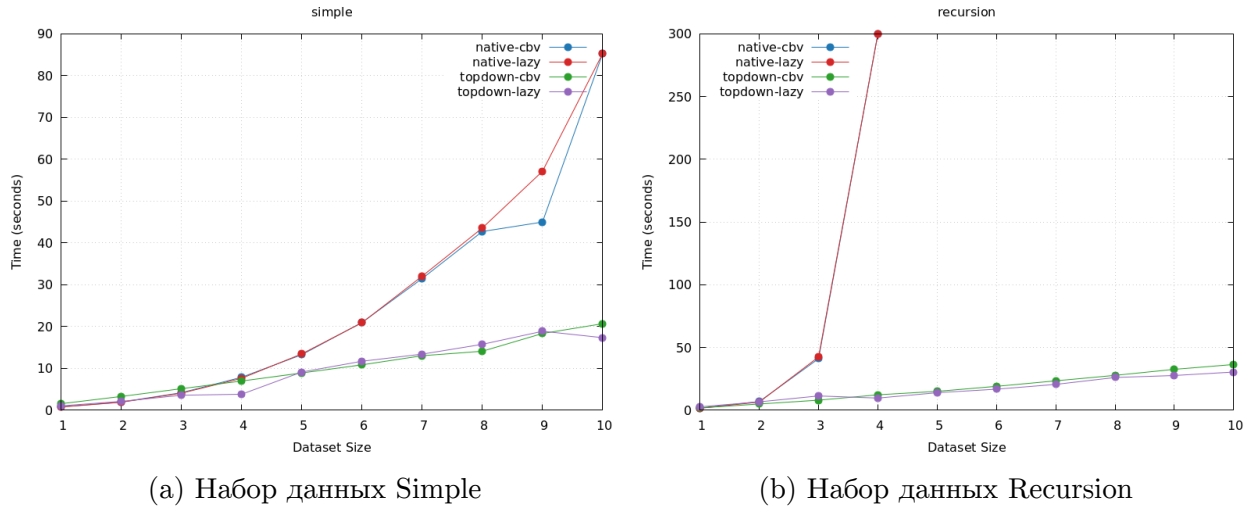 simple
90
80
70
60
50
40
30
20
10
0
Time (seconds)
native-cbv
native-lazy
topdown-cbv
topdown-lazy
1 2 3 4 5 6 7 8 9 10
Dataset Size
(a) Набор данных Simple
recursion
300
250
200
150
100
50
0
Time (seconds)
native-cbv
native-lazy
topdown-cbv
topdown-lazy
1 2 3 4 5 6 7 8 9 10
Dataset Size
(b) Набор данных Recursion